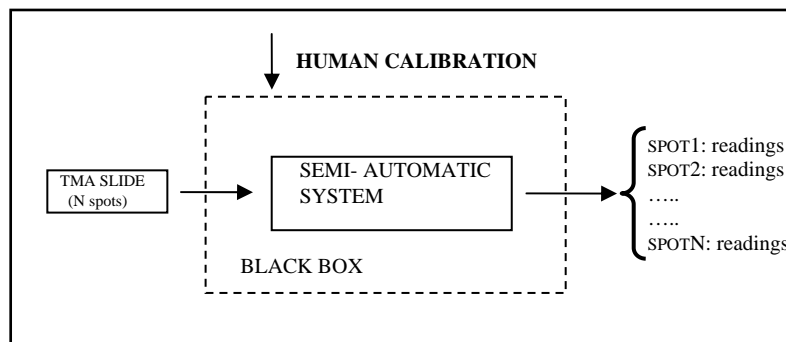 HUMAN CALIBRATION
TMA SLIDE
(N spots)
SEMI- AUTOMATIC
SYSTEM
BLACK BOX
SPOT1: readings
SPOT2: readings
…..
…..
SPOTN: readings